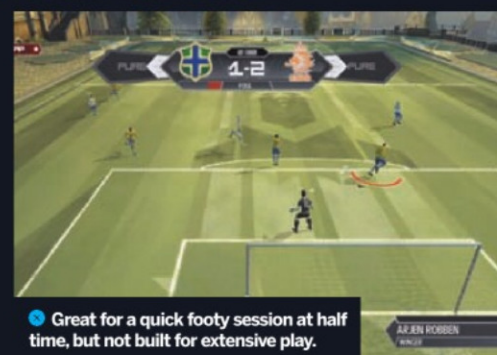 PURE
1-2
PURE
ARJEN ROBBEN
WINGER
Great for a quick footy session at half
time, but not built for extensive play.